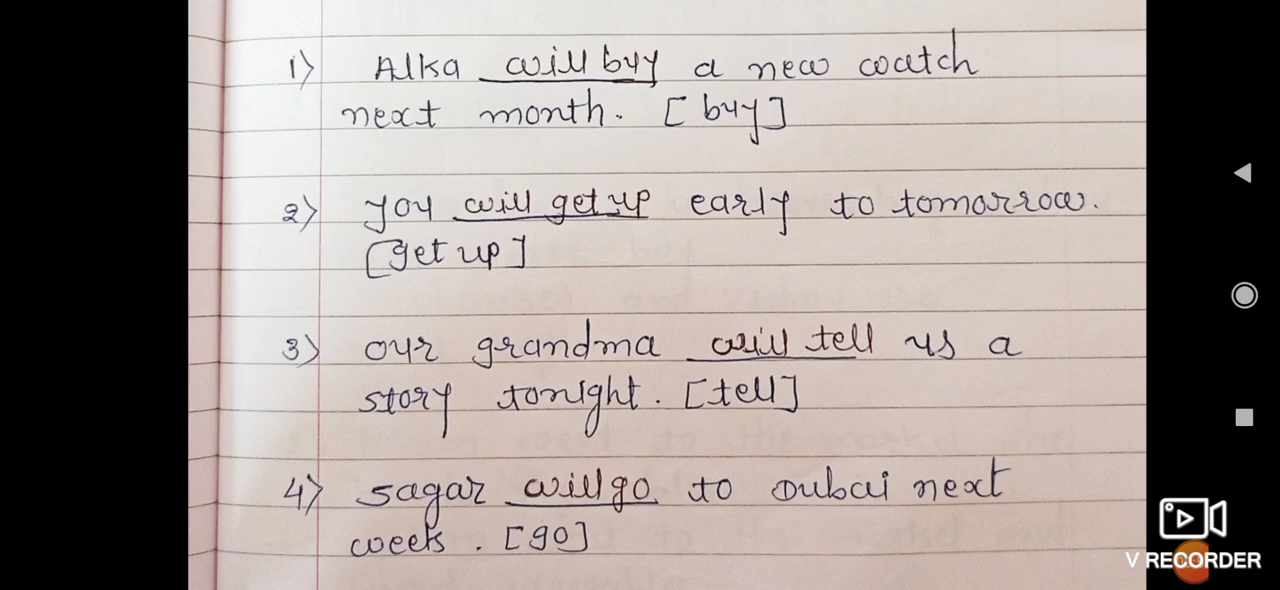 1) Alka will buy a new watch
next month. [buy]
2) you will get up early to tomorrow.
[get up]
3) our grandma will tell us a
story tonight. [tell]
4) sagar will go to Dubai next
week. [go]
V RECORDER